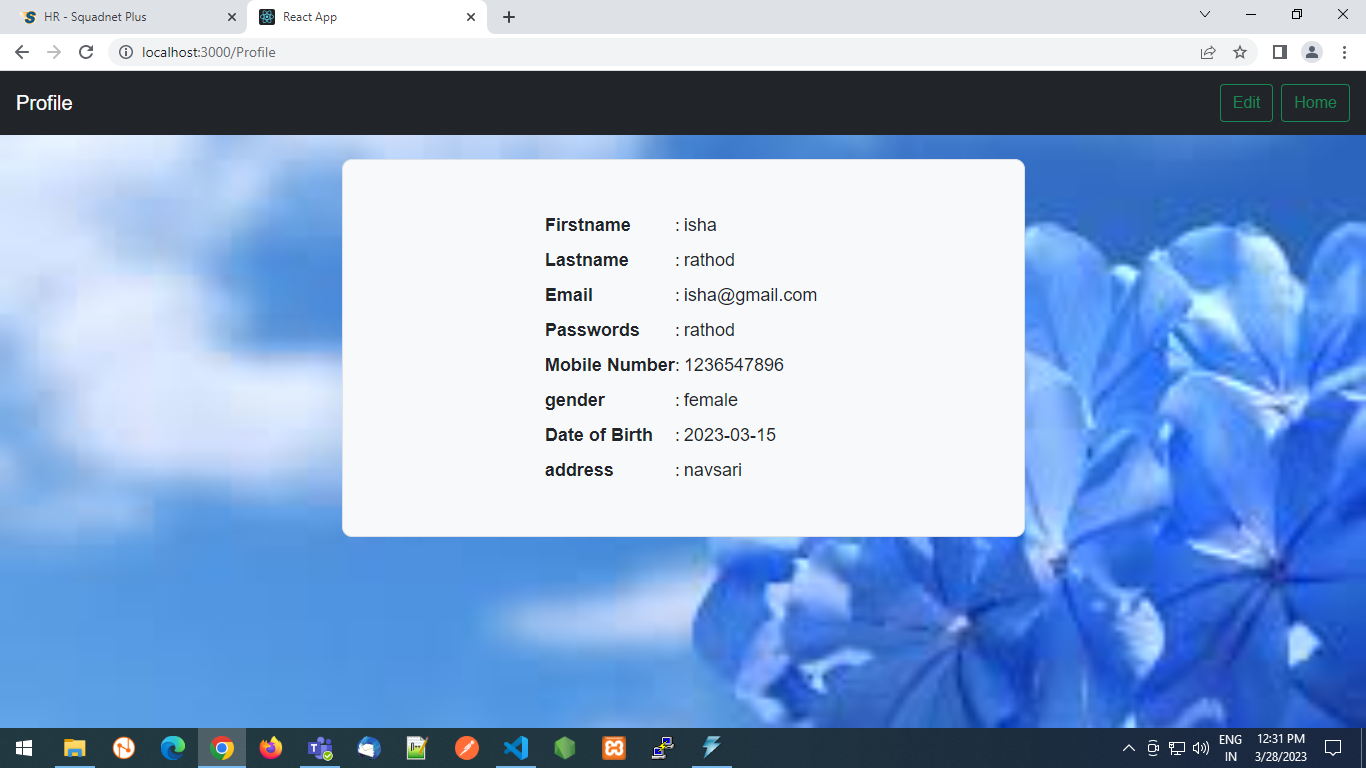 HR - Squadnet Plus
React App
localhost:3000/Profile
Profile
Edit
Home
Firstname : isha
Lastname : rathod
Email : isha@gmail.com
Passwords : rathod
Mobile Number: 1236547896
gender : female
Date of Birth : 2023-03-15
address : navsari
ENG
IN
12:31 PM
3/28/2023